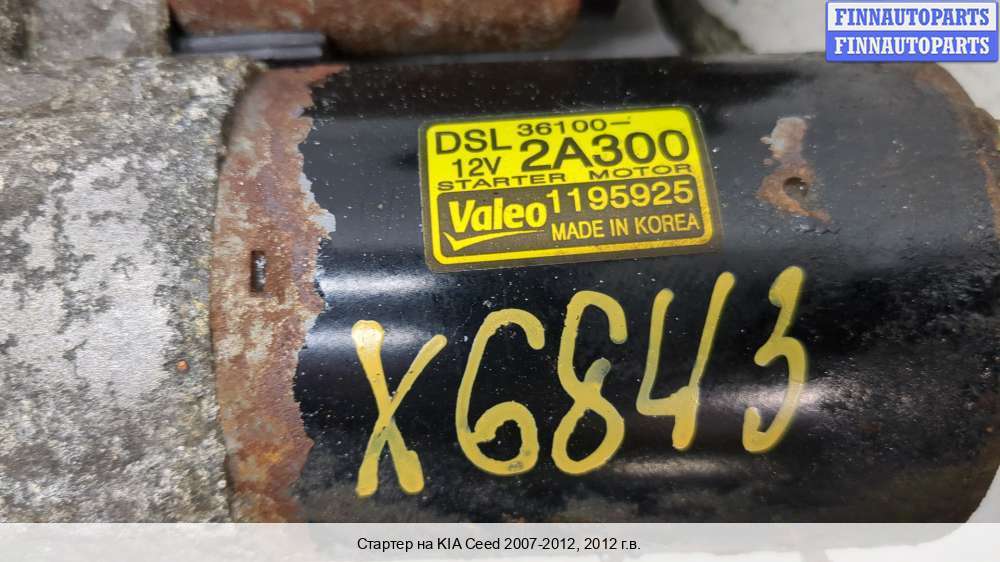 FINNAUTOPARTS
FINNAUTOPARTS
DSL 36100-
12V 2A300
STARTER MOTOR
Valeo 1195925
MADE IN KOREA
X6843
Стартер на KIA Ceed 2007-2012, 2012 г.в.